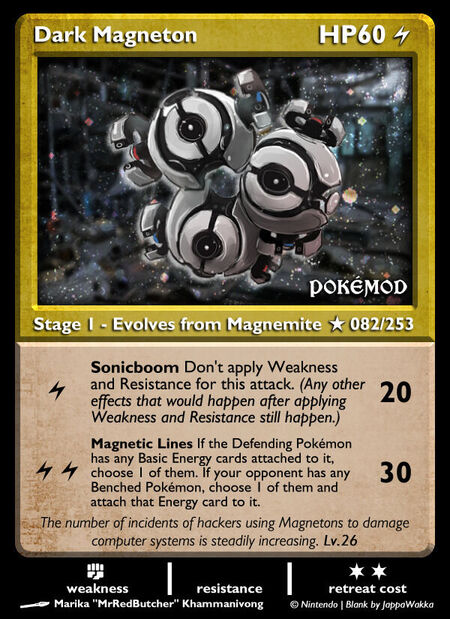 Dark Magneton HP60
POKÉMOD
Stage 1 - Evolves from Magnemite ★ 082/253
Sonicboom Don't apply Weakness
and Resistance for this attack. (Any other
effects that would happen after applying
Weakness and Resistance still happen.)
20
Magnetic Lines If the Defending Pokémon
has any Basic Energy cards attached to it,
choose 1 of them. If your opponent has any
Benched Pokémon, choose 1 of them and
attach that Energy card to it.
30
The number of incidents of hackers using Magnetons to damage
computer systems is steadily increasing. Lv.26
weakness resistance retreat cost
Marika "MrRedButcher" Khammanivong © Nintendo | Blank by JappaWakka